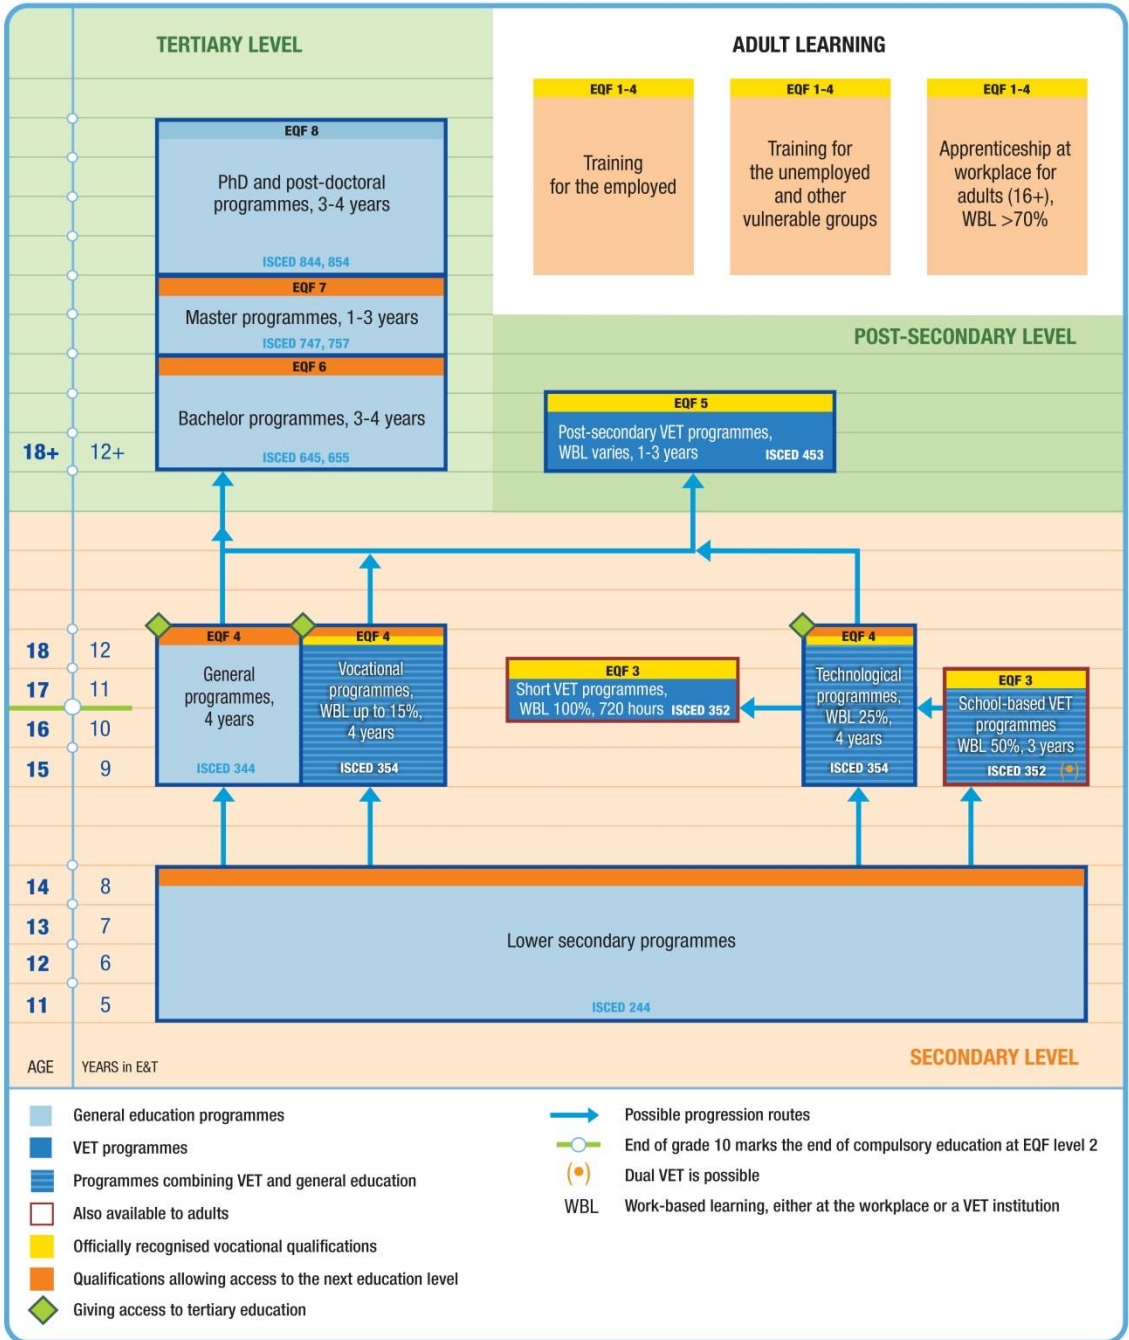 TERTIARY LEVEL
ADULT LEARNING
EQF 1-4
Training
for the employed
EQF 1-4
Training for
the unemployed
and other
vulnerable groups
EQF 1-4
Apprenticeship at
workplace for
adults (16+),
WBL >70%
EQF 8
PhD and post-doctoral
programmes, 3-4 years
ISCED 844, 854
EQF 7
Master programmes, 1-3 years
ISCED 747, 757
EQF 6
Bachelor programmes, 3-4 years
ISCED 645, 655
POST-SECONDARY LEVEL
EQF 5
Post-secondary VET programmes,
WBL varies, 1-3 years ISCED 453
18+ 12+
18 12
17 11
16 10
15 9
EQF 4
General
programmes,
4 years
ISCED 344
EQF 4
Vocational
programmes,
WBL up to 15%,
4 years
ISCED 354
EQF 3
Short VET programmes,
WBL 100%, 720 hours ISCED 352
EQF 4
Technological
programmes,
WBL 25%,
4 years
ISCED 354
EQF 3
School-based VET
programmes
WBL 50%, 3 years
ISCED 352
14 8
13 7
12 6
11 5
Lower secondary programmes
ISCED 244
AGE YEARS in E&T
SECONDARY LEVEL
General education programmes
VET programmes
Programmes combining VET and general education
Also available to adults
Officially recognised vocational qualifications
Qualifications allowing access to the next education level
Giving access to tertiary education
Possible progression routes
End of grade 10 marks the end of compulsory education at EQF level 2
Dual VET is possible
WBL Work-based learning, either at the workplace or a VET institution